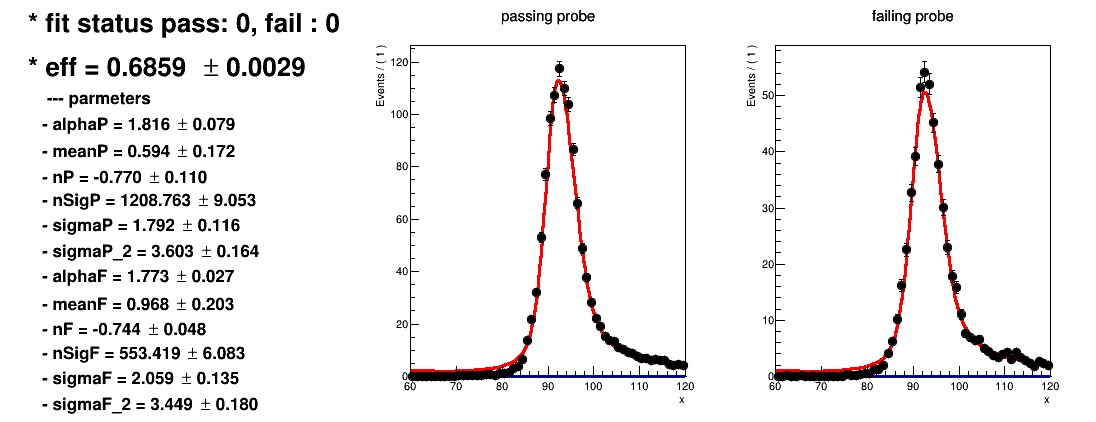 * fit status pass: 0, fail : 0
* eff = 0.6859 ± 0.0029
--- parmeters
- alphaP = 1.816 ± 0.079
- meanP = 0.594 ± 0.172
- nP = -0.770 ± 0.110
- nSigP = 1208.763 ± 9.053
- sigmaP = 1.792 ± 0.116
- sigmaP_2 = 3.603 ± 0.164
- alphaF = 1.773 ± 0.027
- meanF = 0.968 ± 0.203
- nF = -0.744 ± 0.048
- nSigF = 553.419 ± 6.083
- sigmaF = 2.059 ± 0.135
- sigmaF_2 = 3.449 ± 0.180
passing probe
Events / ( 1 )
120
100
80
60
40
20
0
60 70 80 90 100 110 120
x
failing probe
Events / ( 1 )
50
40
30
20
10
0
60 70 80 90 100 110 120
x